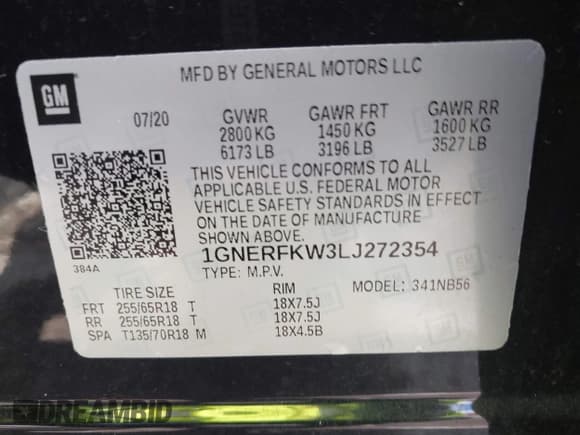 GM
MFD BY GENERAL MOTORS LLC
07/20 GVWR GAWR FRT GAWR RR
2800 KG 1450 KG 1600 KG
6173 LB 3196 LB 3527 LB
THIS VEHICLE CONFORMS TO ALL
APPLICABLE U.S. FEDERAL MOTOR
VEHICLE SAFETY STANDARDS IN EFFECT
ON THE DATE OF MANUFACTURE
SHOWN ABOVE.
384A
1GNERFKW3LJ272354
TYPE: M.P.V. MODEL: 341NB56
TIRE SIZE RIM
FRT 255/65R18 T 18X7.5J
RR 255/65R18 T 18X7.5J
SPA T135/70R18 M 18X4.5B
DREAMBID